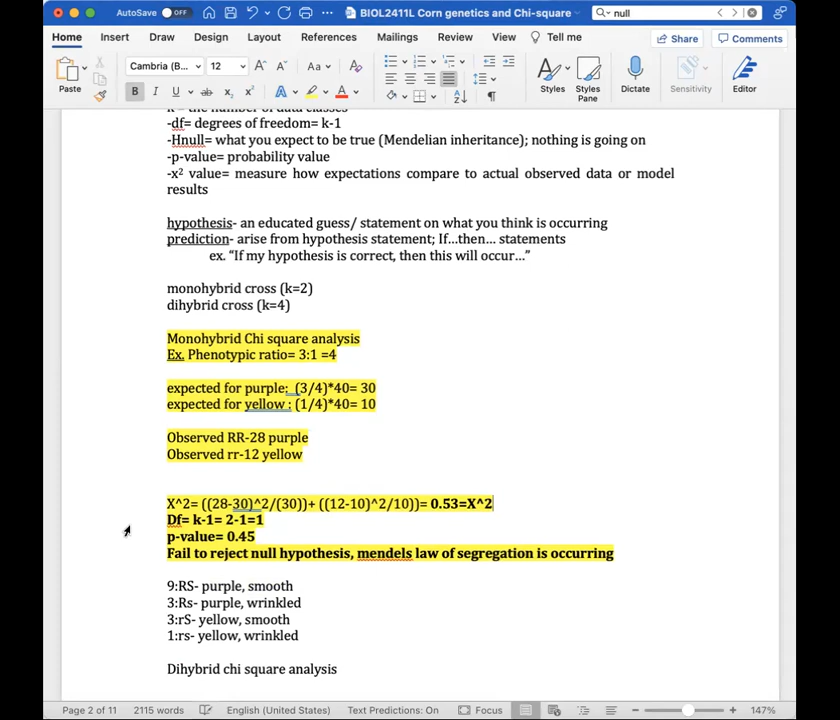 AutoSave OFF BIOL2411L Corn genetics and Chi-square null
Home Insert Draw Design Layout References Mailings Review View Tell me Share Comments
Paste Cambria (B... 12 A A Aa A Styles Styles Pane Dictate Sensitivity Editor
B I U ab x₂ x² A A A
-df= degrees of freedom= k-1
-Hnull= what you expect to be true (Mendelian inheritance); nothing is going on
-p-value= probability value
-x² value= measure how expectations compare to actual observed data or model
results
hypothesis- an educated guess/ statement on what you think is occurring
prediction- arise from hypothesis statement; If...then... statements
ex. “If my hypothesis is correct, then this will occur...”
monohybrid cross (k=2)
dihybrid cross (k=4)
Monohybrid Chi square analysis
Ex. Phenotypic ratio= 3:1 =4
expected for purple: (3/4)*40= 30
expected for yellow : (1/4)*40= 10
Observed RR-28 purple
Observed rr-12 yellow
X^2= ((28-30)^2/(30))+ ((12-10)^2/10))= 0.53=X^2
Df= k-1= 2-1=1
p-value= 0.45
Fail to reject null hypothesis, mendels law of segregation is occurring
9:RS- purple, smooth
3:Rs- purple, wrinkled
3:rS- yellow, smooth
1:rs- yellow, wrinkled
Dihybrid chi square analysis
Page 2 of 11 2115 words English (United States) Text Predictions: On Focus 147%